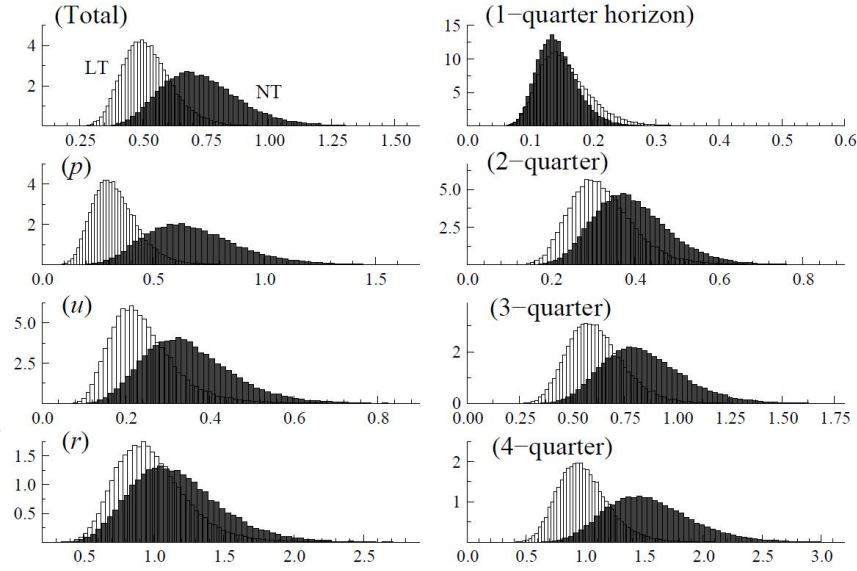 (Total)
4
2
LT
NT
0.25 0.50 0.75 1.00 1.25 1.50
(1−quarter horizon)
15
10
5
0.0 0.1 0.2 0.3 0.4 0.5 0.6
(p)
4
2
0.0 0.5 1.0 1.5
(2−quarter)
5.0
2.5
0.0 0.2 0.4 0.6 0.8
(u)
5.0
2.5
0.2 0.4 0.6 0.8
(3−quarter)
2
0
0.00 0.25 0.50 0.75 1.00 1.25 1.50 1.75
(r)
1.5
1.0
0.5
0.5 1.0 1.5 2.0 2.5
(4−quarter)
2
1
0.0 0.5 1.0 1.5 2.0 2.5 3.0